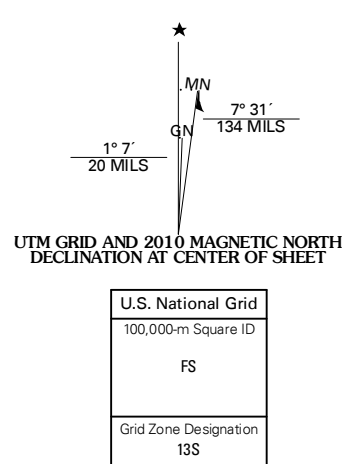 ★
MN
7° 31´
134 MILS
GN
1° 7´
20 MILS
UTM GRID AND 2010 MAGNETIC NORTH
DECLINATION AT CENTER OF SHEET
U.S. National Grid
100,000-m Square ID
FS
Grid Zone Designation
13S